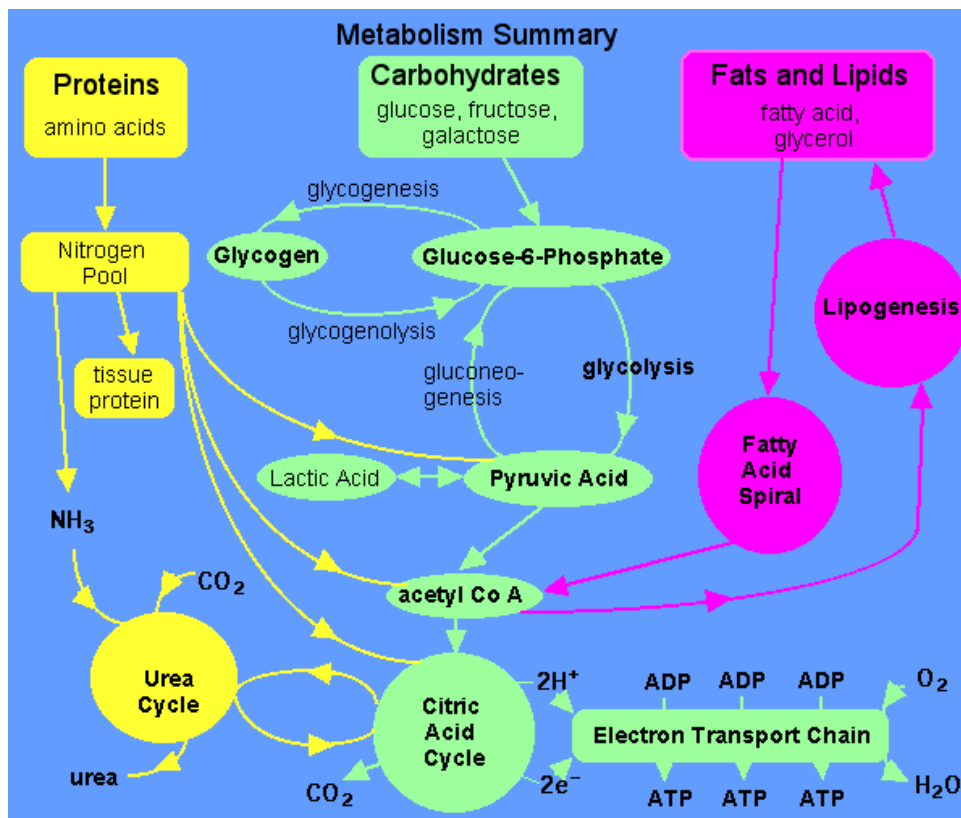 Metabolism Summary
Proteins
amino acids
Carbohydrates
glucose, fructose,
galactose
Fats and Lipids
fatty acid,
glycerol
glycogenesis
Nitrogen
Pool
Glycogen
Glucose-6-Phosphate
Lipogenesis
glycogenolysis
tissue
protein
gluconeo-
genesis
glycolysis
Fatty
Acid
Spiral
Lactic Acid
Pyruvic Acid
NH₃
CO₂
acetyl Co A
Urea
Cycle
Citric
Acid
Cycle
2H⁺
ADP ADP ADP
O₂
Electron Transport Chain
urea
CO₂
2e⁻
ATP ATP ATP
H₂O